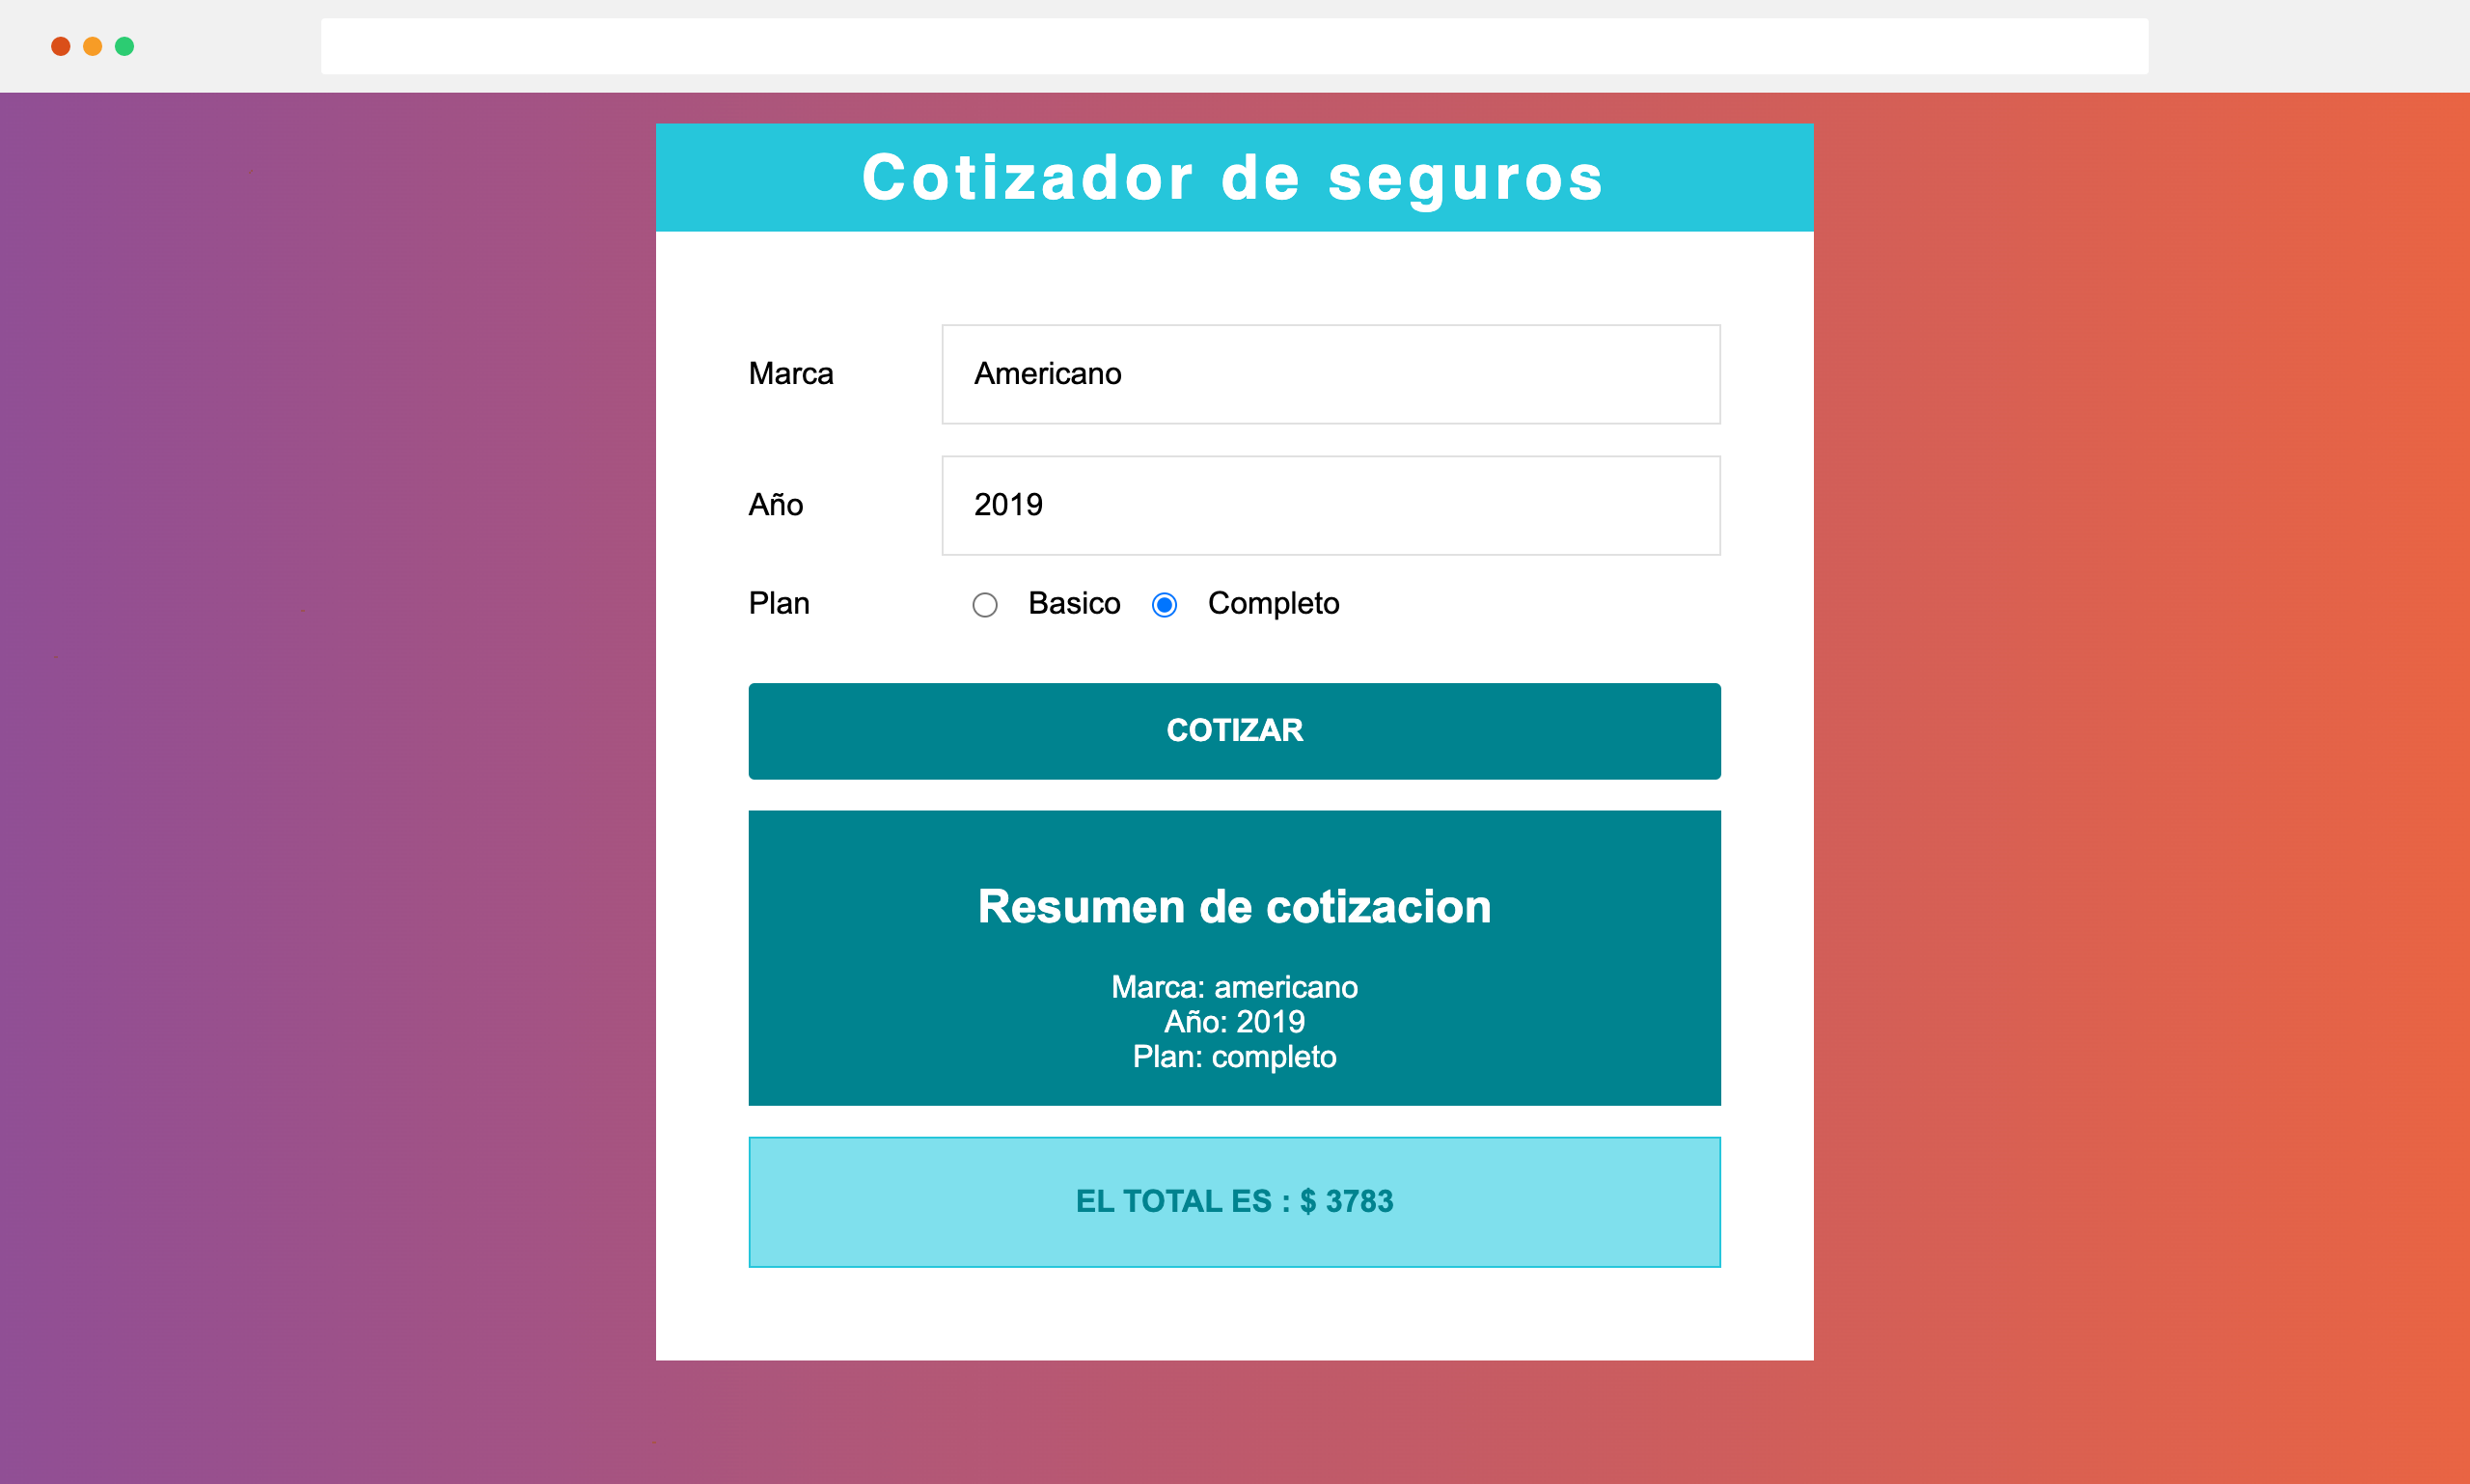 Cotizador de seguros
Marca
Americano
Año
2019
Plan
Basico
Completo
COTIZAR
Resumen de cotizacion
Marca: americano
Año: 2019
Plan: completo
EL TOTAL ES : $ 3783